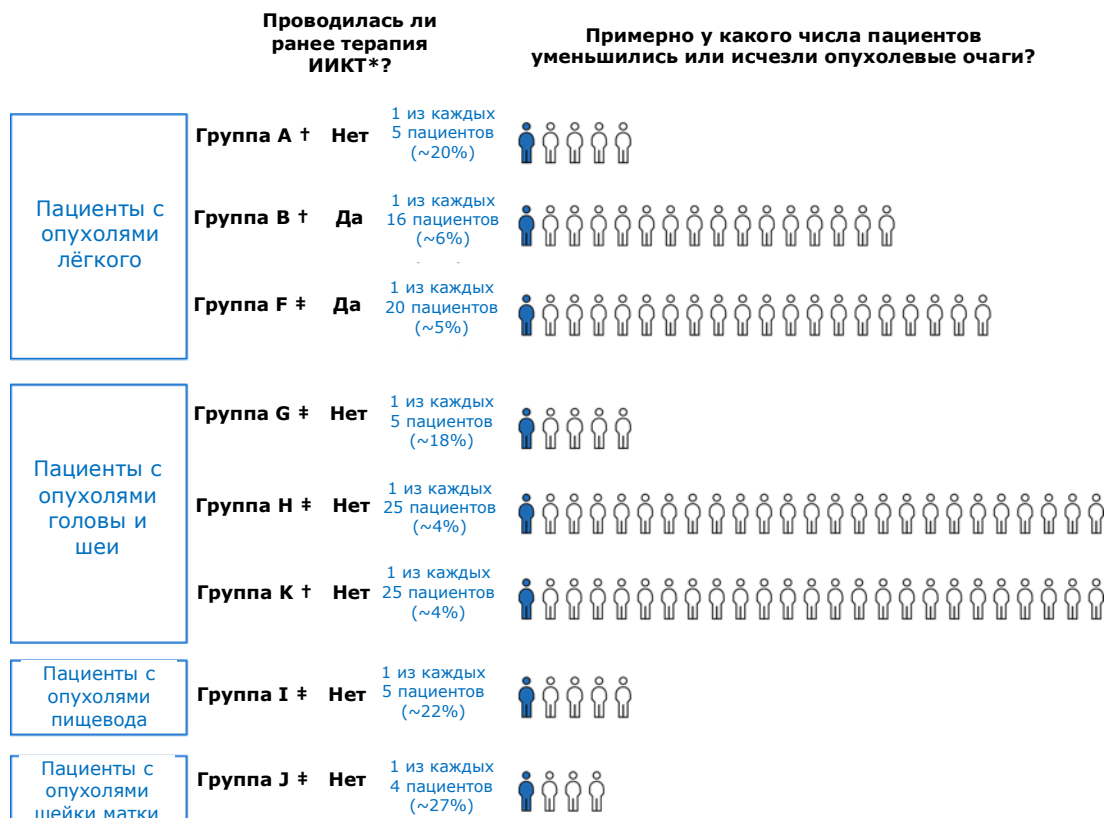 Проводилась ли
ранее терапия
ИИКТ*?
Примерно у какого числа пациентов
уменьшились или исчезли опухолевые очаги?
Пациенты с
опухолями
лёгкого
Группа A † Нет
1 из каждых
5 пациентов
(~20%)
Группа B † Да
1 из каждых
16 пациентов
(~6%)
Группа F ‡ Да
1 из каждых
20 пациентов
(~5%)
Пациенты с
опухолями
головы и
шеи
Группа G ‡ Нет
1 из каждых
5 пациентов
(~18%)
Группа H ‡ Нет
1 из каждых
25 пациентов
(~4%)
Группа K † Нет
1 из каждых
25 пациентов
(~4%)
Пациенты с
опухолями
пищевода
Группа I ‡ Нет
1 из каждых
5 пациентов
(~22%)
Пациенты с
опухолями
шейки матки
Группа J ‡ Нет
1 из каждых
4 пациентов
(~27%)